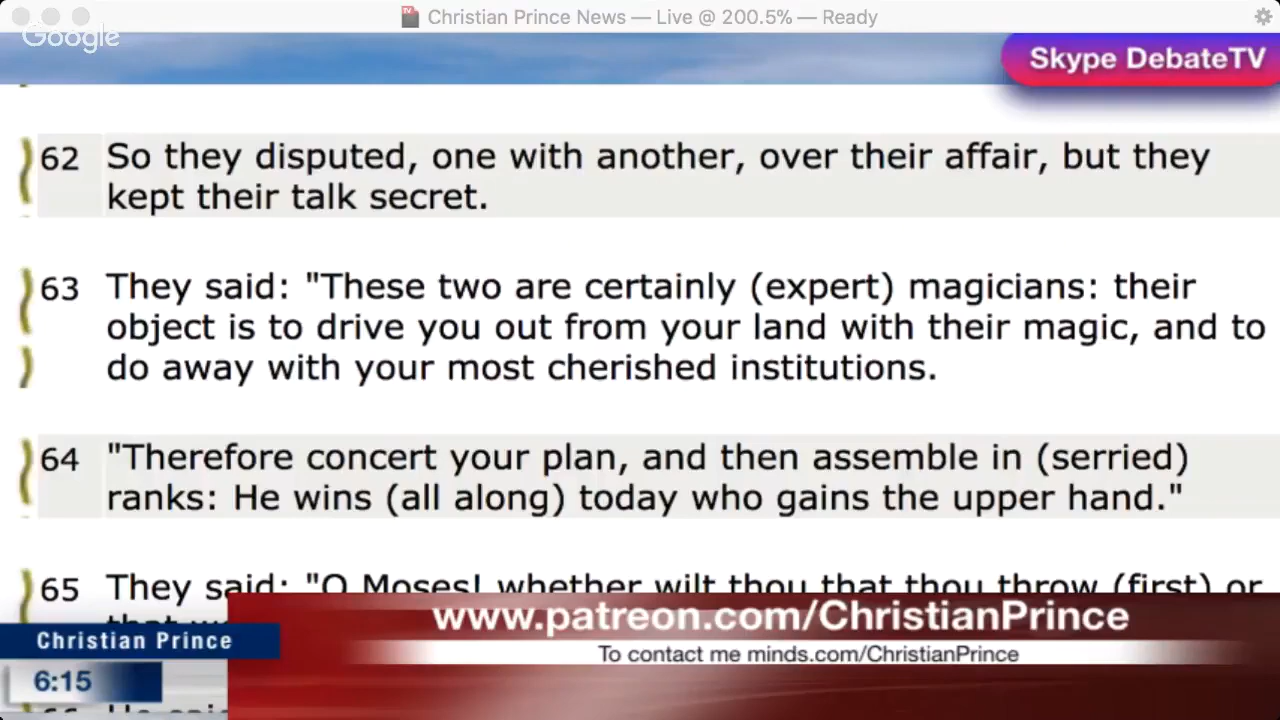 Christian Prince News — Live @ 200.5% — Ready
Google
Skype DebateTV
62 So they disputed, one with another, over their affair, but they
kept their talk secret.
63 They said: "These two are certainly (expert) magicians: their
object is to drive you out from your land with their magic, and to
do away with your most cherished institutions.
64 "Therefore concert your plan, and then assemble in (serried)
ranks: He wins (all along) today who gains the upper hand."
65 They said: "O Moses! whether wilt thou that thou throw (first) or
that
www.patreon.com/ChristianPrince
Christian Prince
To contact me minds.com/ChristianPrince
6:15